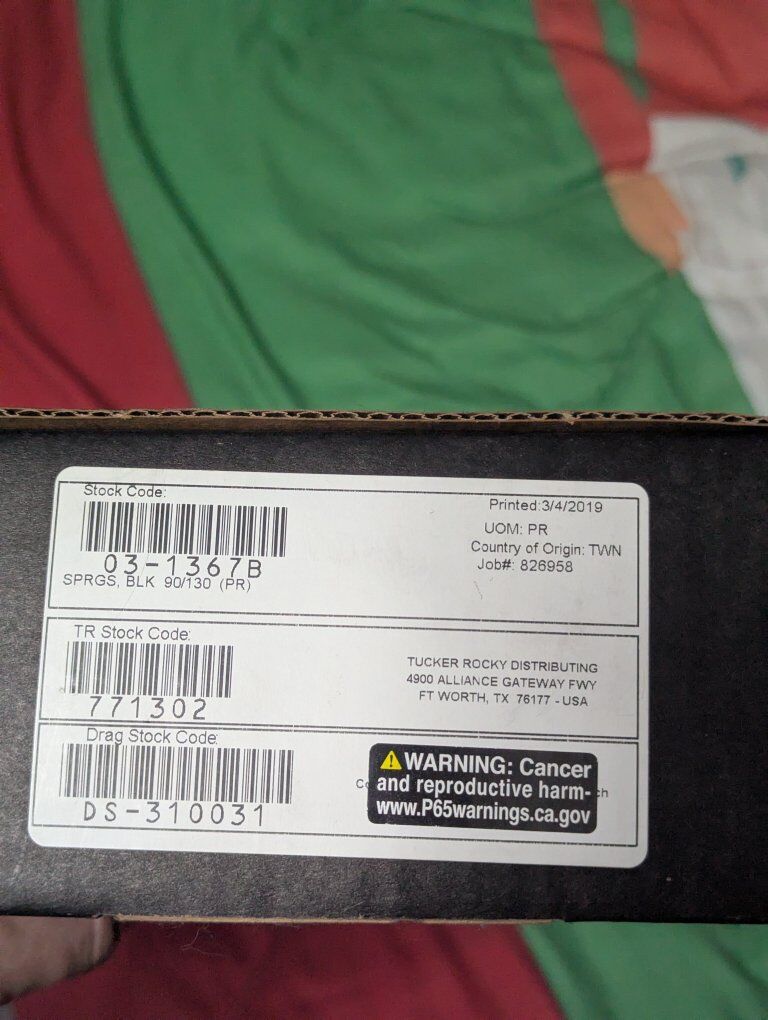 Stock Code:
Printed:3/4/2019
UOM: PR
Country of Origin: TWN
Job#: 826958
03-1367B
SPRGS, BLK 90/130 (PR)
TR Stock Code:
771302
TUCKER ROCKY DISTRIBUTING
4900 ALLIANCE GATEWAY FWY
FT WORTH, TX 76177 - USA
Drag Stock Code:
DS-310031
WARNING: Cancer
and reproductive harm-
www.P65warnings.ca.gov